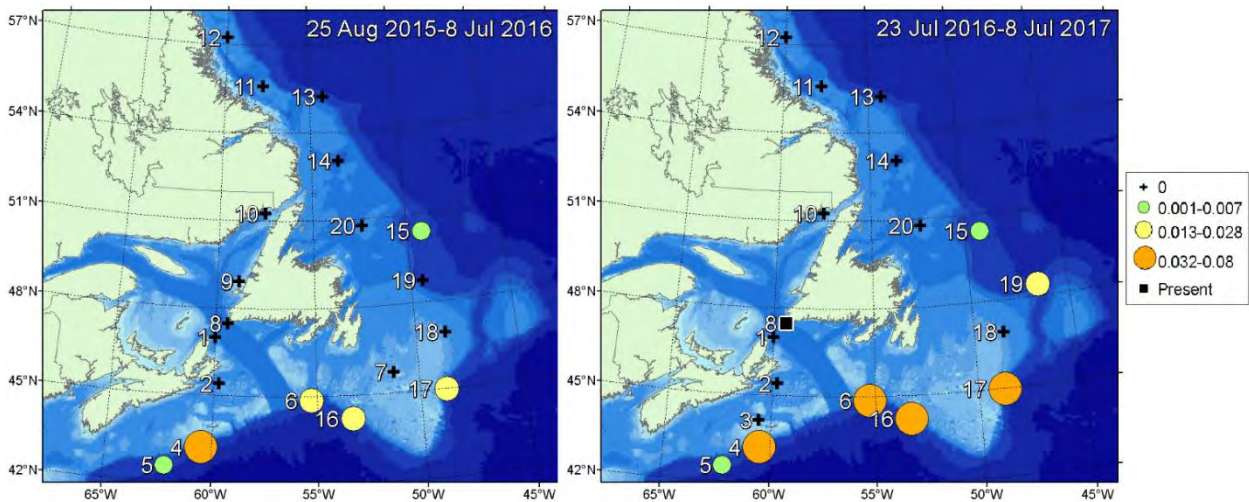 25 Aug 2015-8 Jul 2016
57°N
54°N
51°N
48°N
45°N
42°N
12
11
13
14
10
20
15
9
19
8
1
18
7
2
17
6
16
4
5
65°W
60°W
55°W
50°W
45°W
23 Jul 2016-8 Jul 2017
57°N
54°N
51°N
48°N
45°N
42°N
12
11
13
14
10
20
15
19
8
1
18
2
17
6
16
3
4
5
65°W
60°W
55°W
50°W
45°W
0
0.001-0.007
0.013-0.028
0.032-0.08
Present